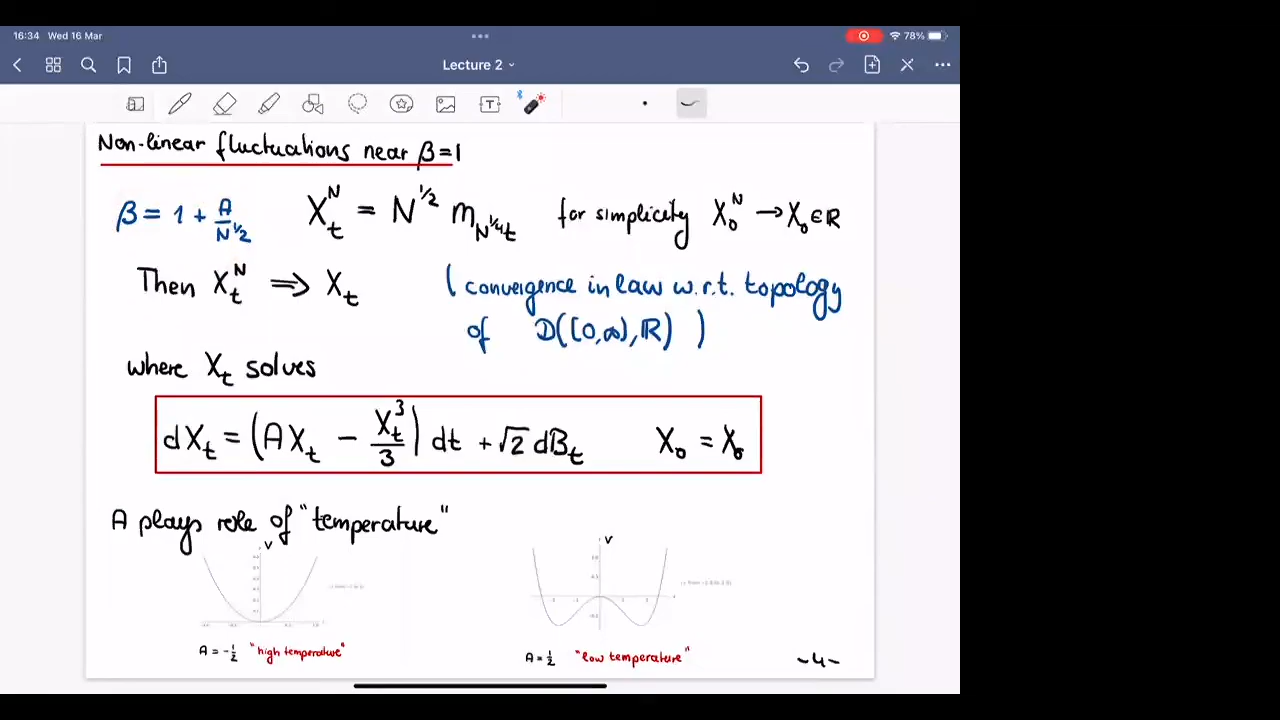 16:34 Wed 16 Mar
78%
Lecture 2
Non-linear fluctuations near β=1
β = 1 + A/N^{1/2} X_t^N = N^{1/2} m_{N^{1/4}t} for simplicity X_0^N → X_0 ∈ ℝ
Then X_t^N ⟹ X_t ( convergence in law w.r.t. topology
of D([0,∞), ℝ) )
where X_t solves
dX_t = (AX_t − X_t^3/3) dt + √2 dB_t X_0 = X_0
A plays role of "temperature"
V V
A = -1/2 "high temperature" A = 1/2 "low temperature"
-4-